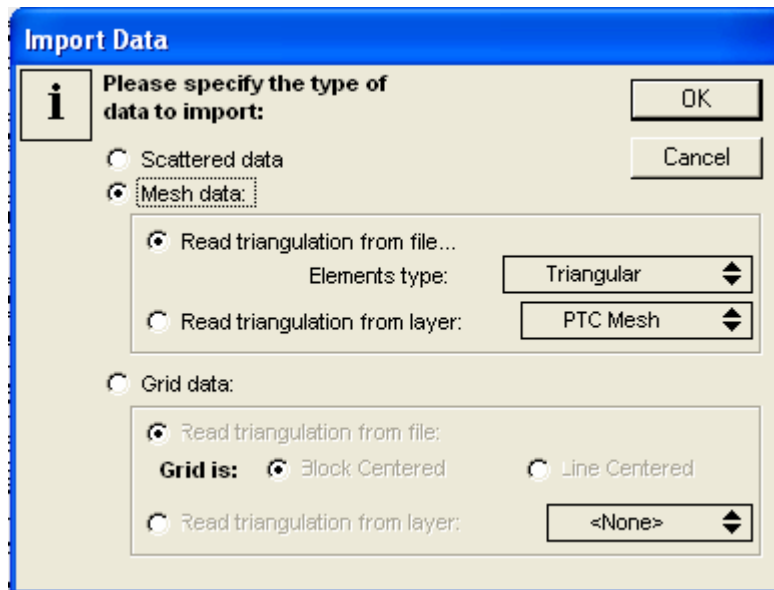 Import Data
i
Please specify the type of
data to import:
OK
Cancel
Scattered data
Mesh data:
Read triangulation from file...
Elements type: Triangular
Read triangulation from layer: PTC Mesh
Grid data:
Read triangulation from file:
Grid is: Block Centered Line Centered
Read triangulation from layer: <None>